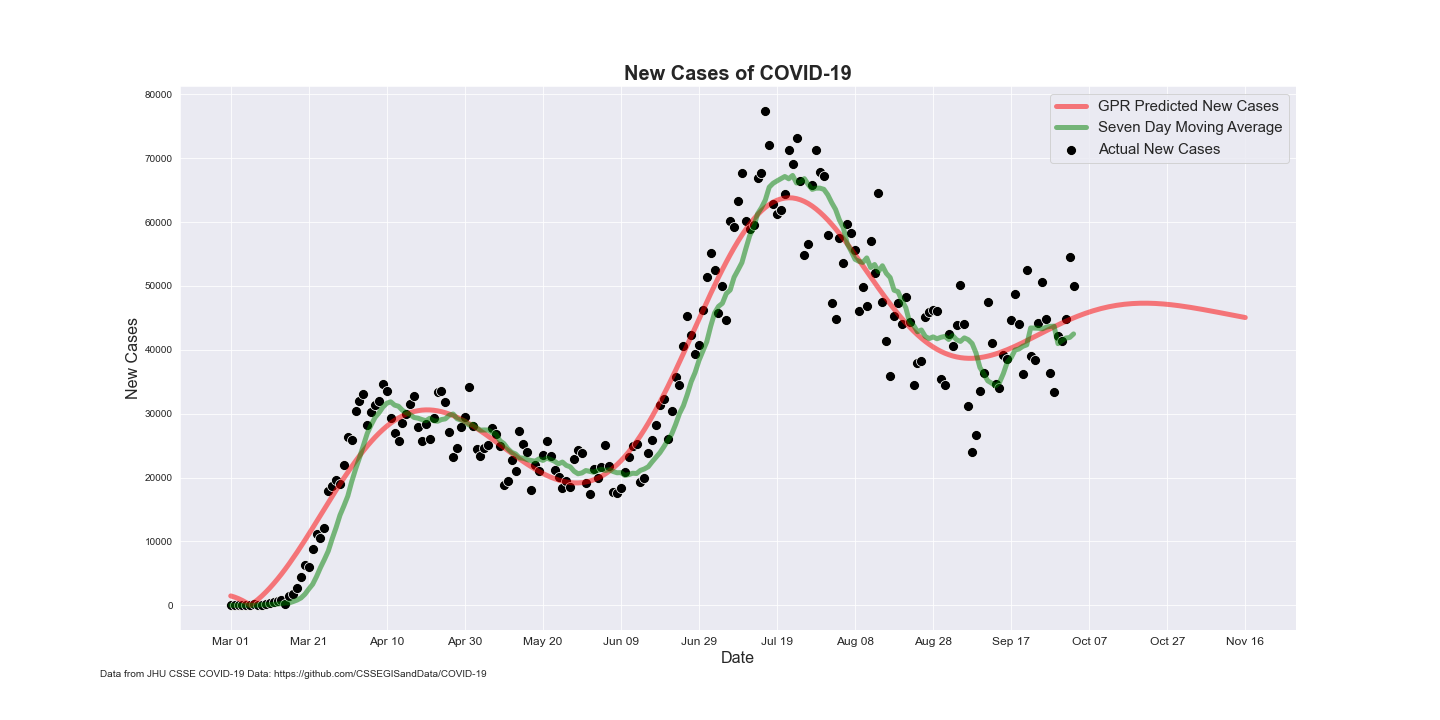 New Cases of COVID-19
GPR Predicted New Cases
Seven Day Moving Average
Actual New Cases
New Cases
80000
70000
60000
50000
40000
30000
20000
10000
0
Mar 01 Mar 21 Apr 10 Apr 30 May 20 Jun 09 Jun 29 Jul 19 Aug 08 Aug 28 Sep 17 Oct 07 Oct 27 Nov 16
Date
Data from JHU CSSE COVID-19 Data: https://github.com/CSSEGISandData/COVID-19